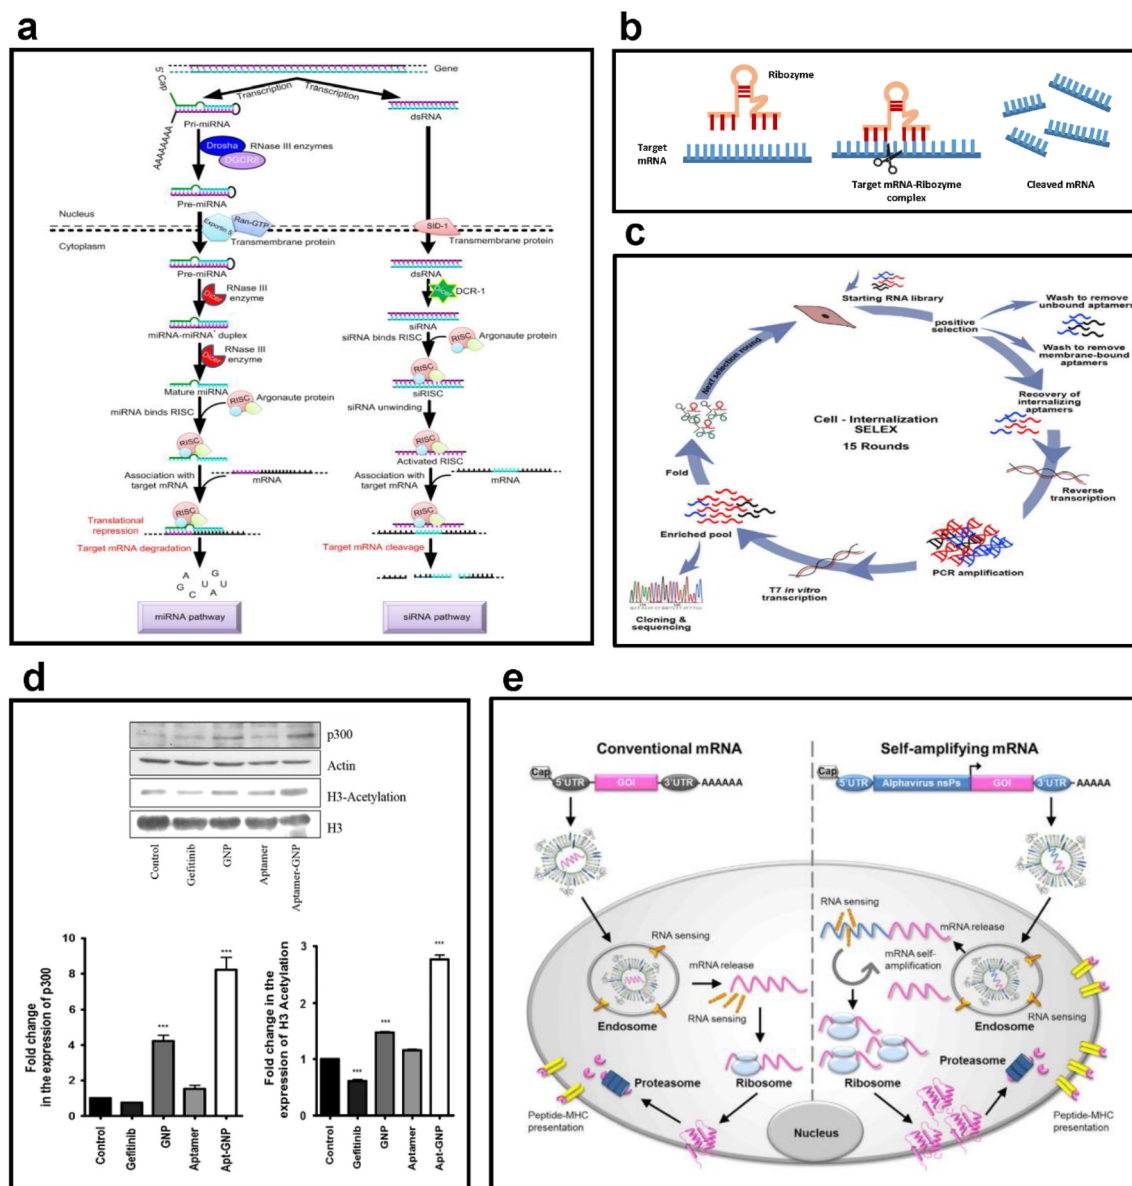 a
Gene
5' Cap
Transcription
Transcription
Pri-miRNA
dsRNA
AAAAAAAA
Drosha
DGCR8
RNase III enzymes
Pre-miRNA
Nucleus
Exportin 5
Ran-GTP
SID-1
Transmembrane protein
Transmembrane protein
Cytoplasm
Pre-miRNA
dsRNA
Dicer
RNase III
enzyme
Dicer
DCR-1
miRNA-miRNA* duplex
siRNA
siRNA binds RISC
RISC
Argonaute protein
Dicer
RNase III
enzyme
Mature miRNA
RISC
siRISC
miRNA binds RISC
RISC
Argonaute protein
siRNA unwinding
RISC
RISC
Activated RISC
Association with
target mRNA
mRNA
Association with
target mRNA
mRNA
Translational
repression
RISC
RISC
Target mRNA degradation
Target mRNA cleavage
A
G
U
G
C
U
A
miRNA pathway
siRNA pathway
b
Ribozyme
Target
mRNA
Target mRNA-Ribozyme
complex
Cleaved mRNA
c
Starting RNA library
positive
selection
Wash to remove
unbound aptamers
Wash to remove
membrane-bound
aptamers
Recovery of
internalizing
aptamers
Reverse
transcription
PCR amplification
T7 in vitro
transcription
Enriched pool
Cloning &
sequencing
Fold
Next selection round
Cell - Internalization
SELEX
15 Rounds
d
p300
Actin
H3-Acetylation
H3
Control
Gefitinib
GNP
Aptamer
Aptamer-GNP
Fold change
in the expression of p300
10
8
6
4
2
0
***
***
Control
Gefitinib
GNP
Aptamer
Apt-GNP
Fold change in the
expression of H3 Acetylation
3
2
1
0
***
***
***
Control
Gefitinib
GNP
Aptamer
Apt-GNP
e
Conventional mRNA
Self-amplifying mRNA
Cap
5'UTR
GOI
3'UTR
AAAAAA
Cap
5'UTR
Alphavirus nsPs
GOI
3'UTR
AAAAA
RNA sensing
mRNA release
RNA sensing
Endosome
Ribosome
Proteasome
Peptide-MHC
presentation
RNA sensing
mRNA release
mRNA self-
amplification
RNA sensing
Endosome
Ribosome
Proteasome
Peptide-MHC
presentation
Nucleus